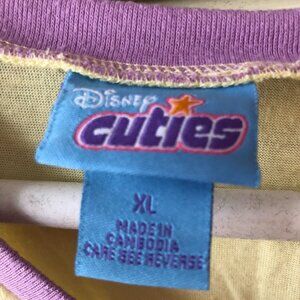 Disney
cuties
XL
MADE IN
CAMBODIA
CARE SEE REVERSE